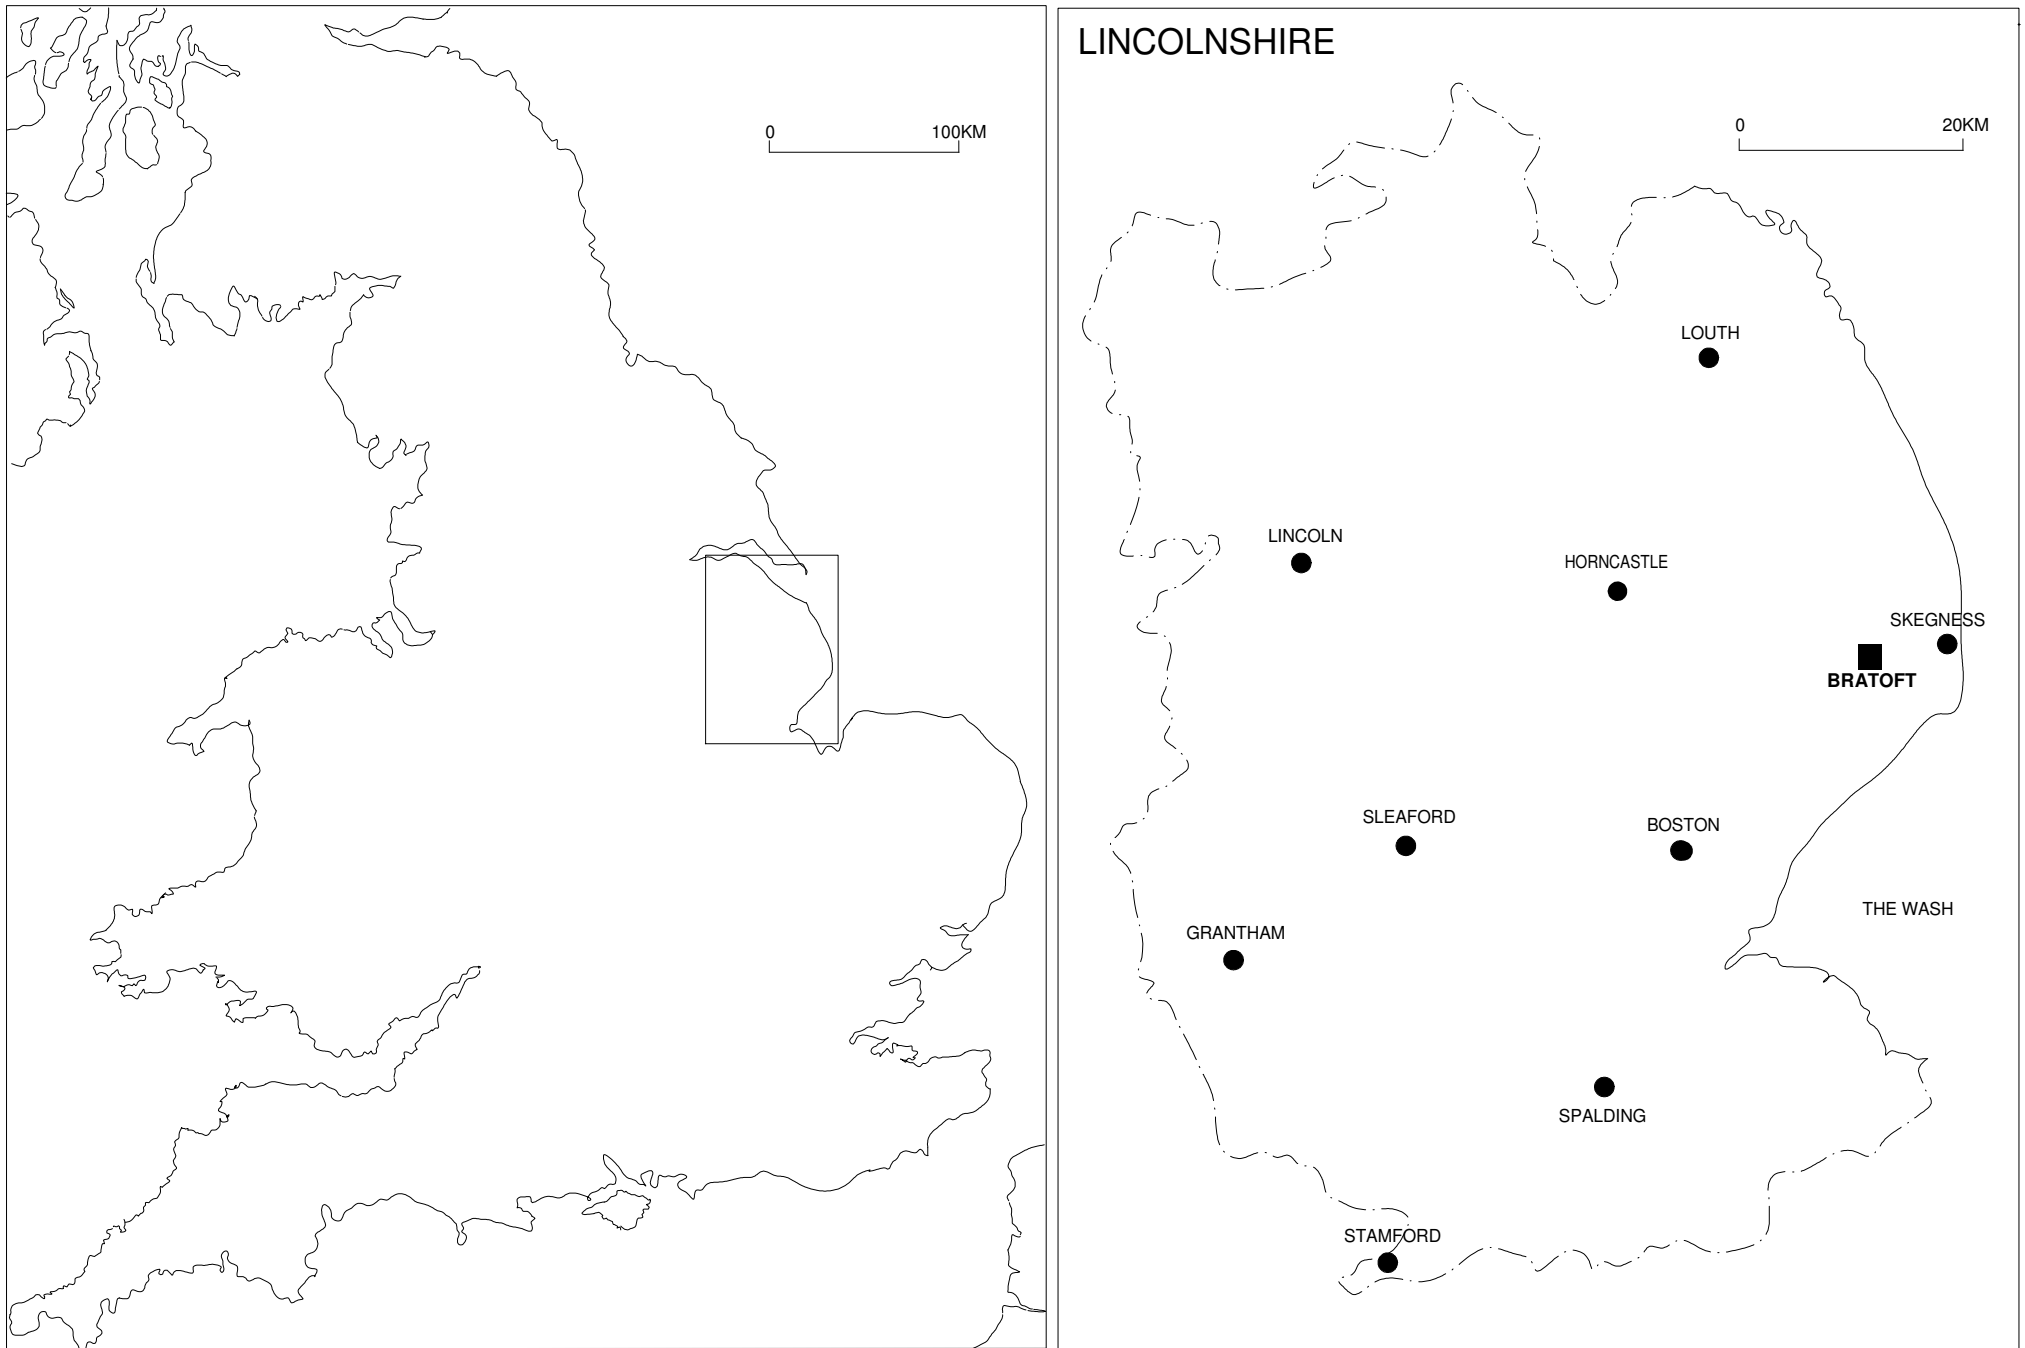 LINCOLNSHIRE
0 100KM
0 20KM
LOUTH
LINCOLN
HORNCASTLE
SKEGNESS
BRATOFT
SLEAFORD
BOSTON
THE WASH
GRANTHAM
SPALDING
STAMFORD